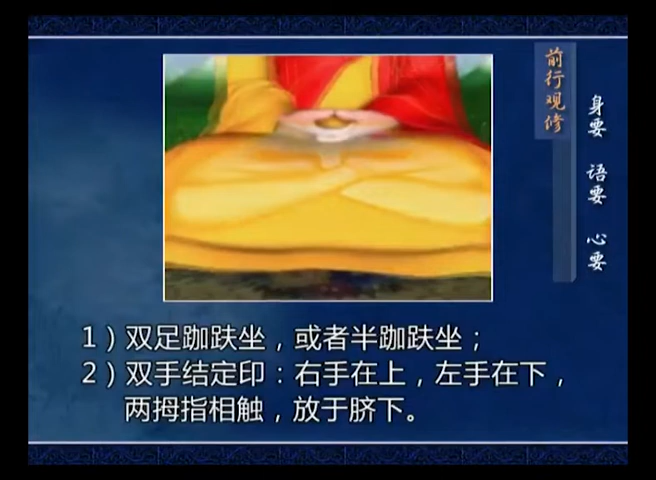 前行观修
身要 语要 心要
1）双足跏趺坐，或者半跏趺坐；
2）双手结定印：右手在上，左手在下，
两拇指相触，放于脐下。